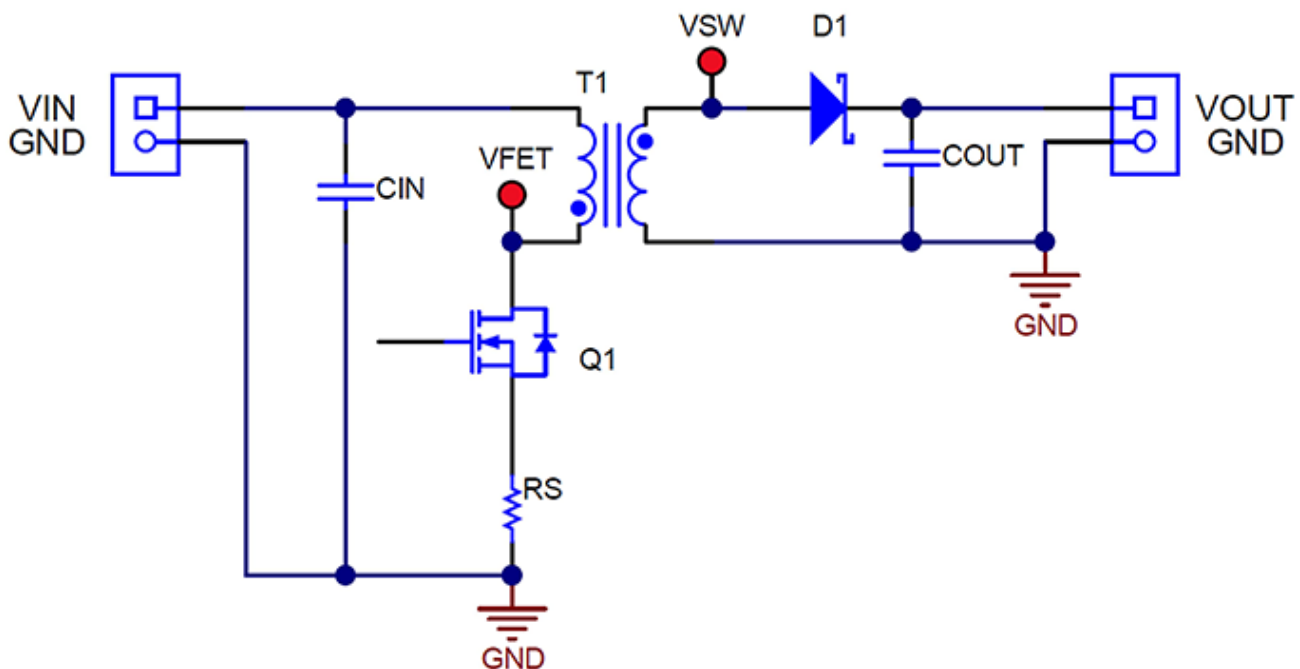 VSW
D1
T1
VIN
GND
VFET
CIN
COUT
VOUT
GND
GND
Q1
RS
GND